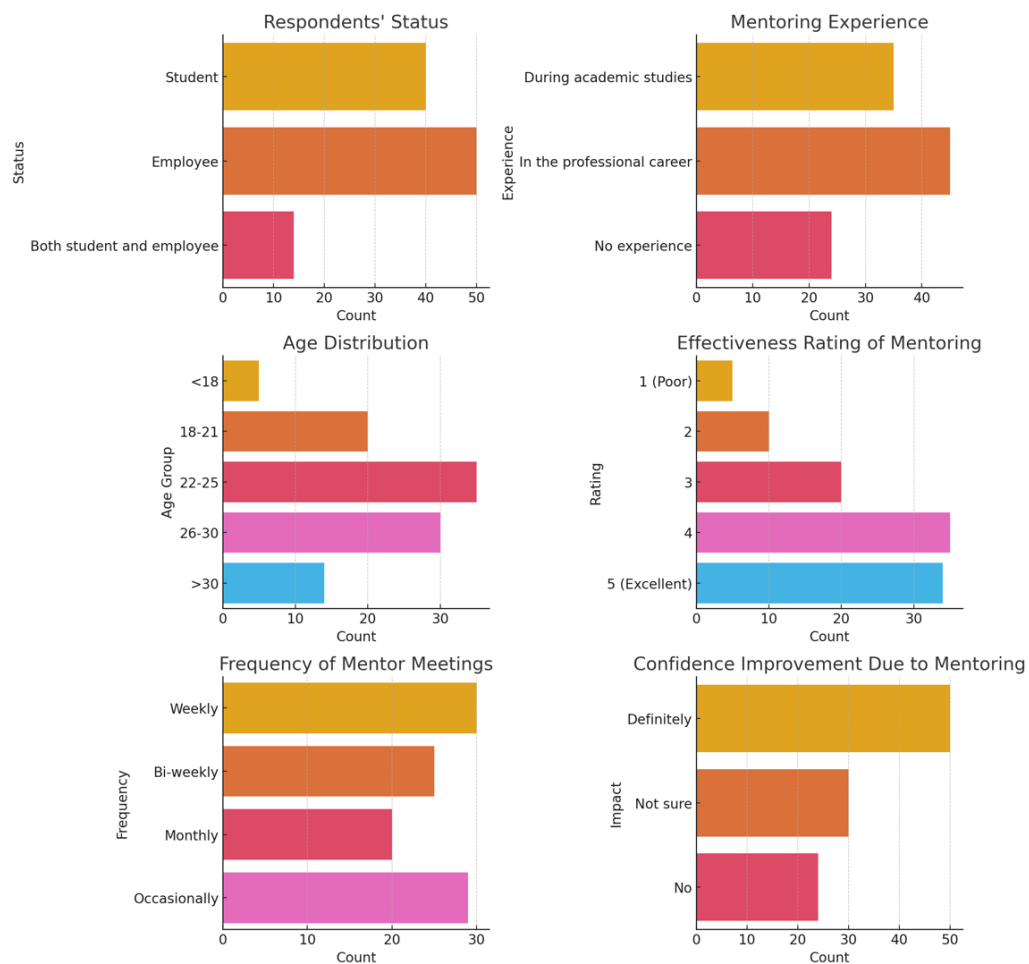 Respondents' Status
Status
Student
Employee
Both student and employee
0 10 20 30 40 50
Count
Mentoring Experience
Experience
During academic studies
In the professional career
No experience
0 10 20 30 40
Count
Age Distribution
Age Group
<18
18-21
22-25
26-30
>30
0 10 20 30
Count
Effectiveness Rating of Mentoring
Rating
1 (Poor)
2
3
4
5 (Excellent)
0 10 20 30
Count
Frequency of Mentor Meetings
Frequency
Weekly
Bi-weekly
Monthly
Occasionally
0 10 20 30
Count
Confidence Improvement Due to Mentoring
Impact
Definitely
Not sure
No
0 10 20 30 40 50
Count